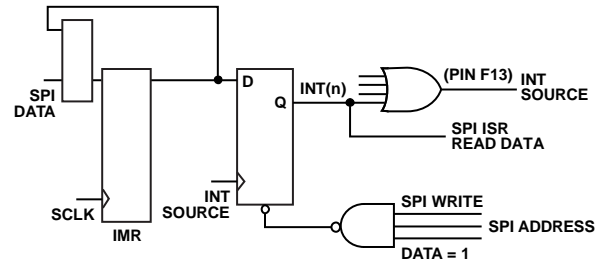 SPI
DATA
SCLK
IMR
D
Q
INT
SOURCE
INT(n)
(PIN F13)
INT
SOURCE
SPI ISR
READ DATA
SPI WRITE
SPI ADDRESS
DATA = 1